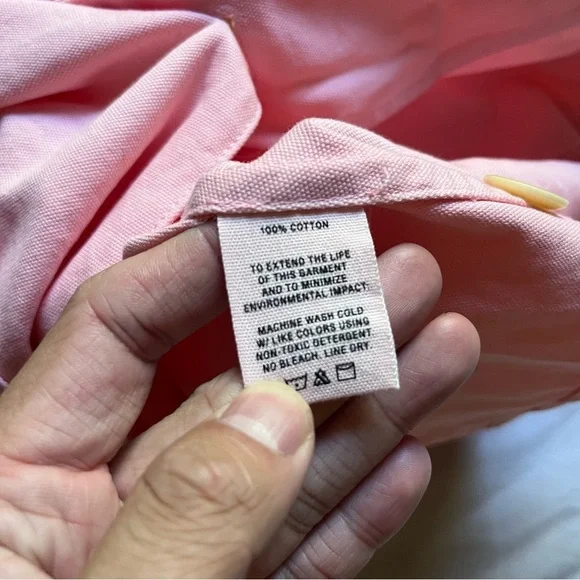 100% COTTON
TO EXTEND THE LIFE
OF THIS GARMENT
AND TO MINIMIZE
ENVIRONMENTAL IMPACT:
MACHINE WASH COLD
W/ LIKE COLORS USING
NON-TOXIC DETERGENT
NO BLEACH. LINE DRY.